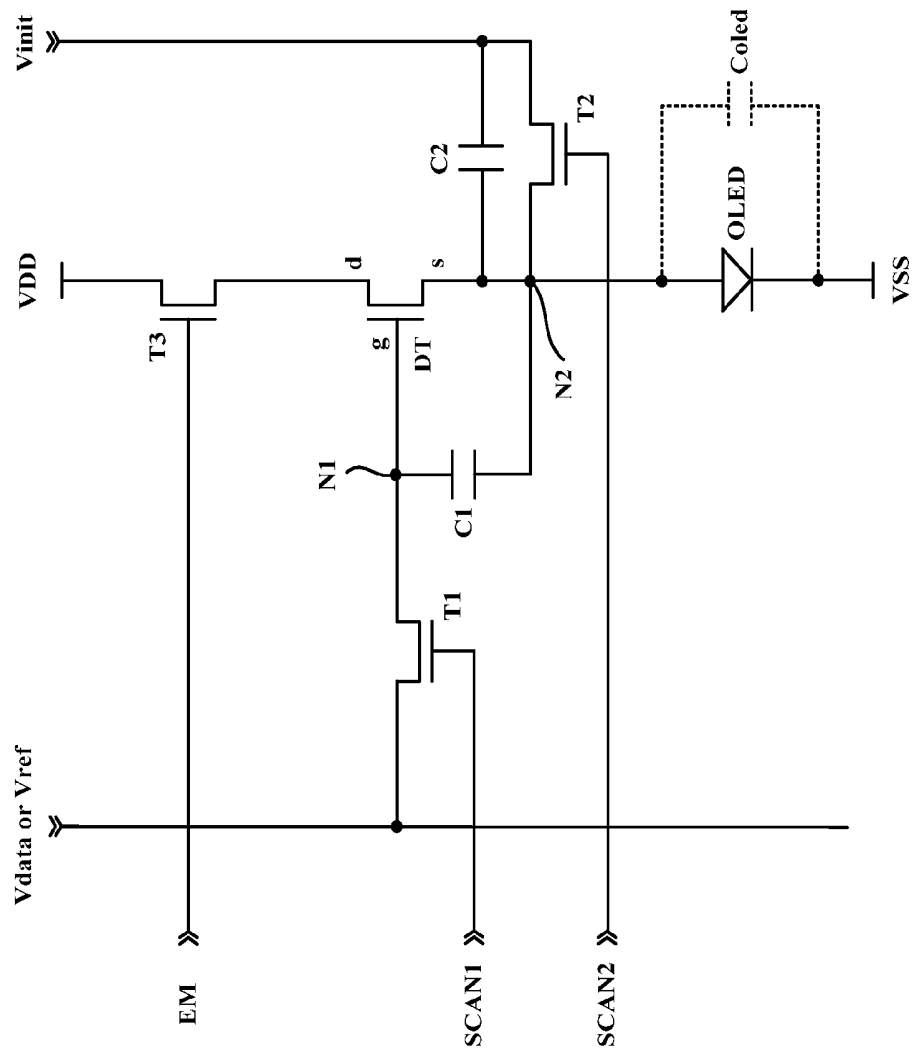 Vdata or Vref
VDD
Vinit
EM
T3
d
g
DT
s
N1
C1
C2
T2
N2
T1
SCAN1
SCAN2
OLED
Coled
VSS